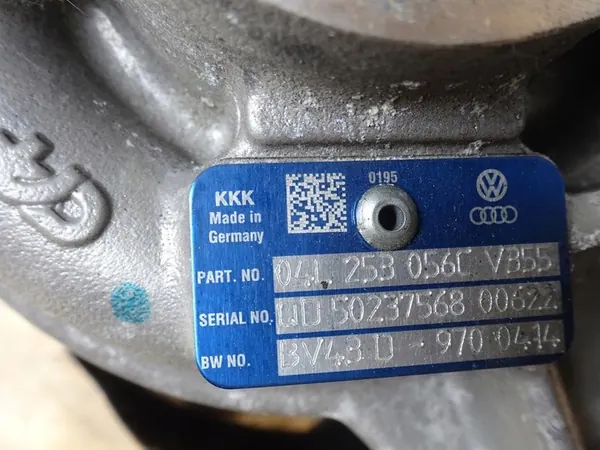 0195
KKK
Made in
Germany
PART. NO. 04L 253 056C V355
SERIAL NO. UD 50237568 00622
BW NO. BV43D - 970 0414